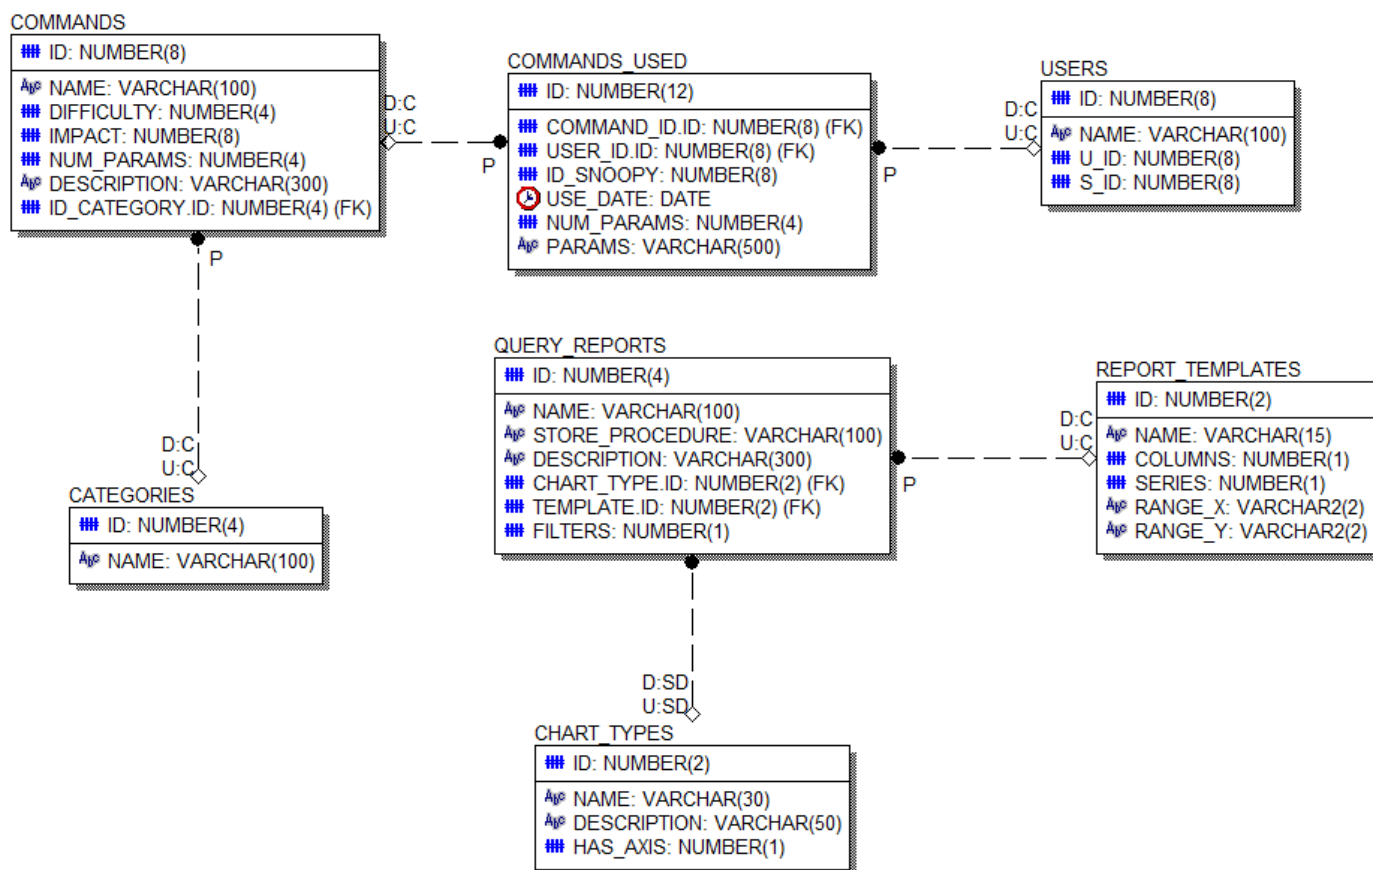 COMMANDS
ID: NUMBER(8)
NAME: VARCHAR(100)
DIFFICULTY: NUMBER(4)
IMPACT: NUMBER(8)
NUM_PARAMS: NUMBER(4)
DESCRIPTION: VARCHAR(300)
ID_CATEGORY.ID: NUMBER(4) (FK)
D:C
U:C
P
COMMANDS_USED
ID: NUMBER(12)
COMMAND_ID.ID: NUMBER(8) (FK)
USER_ID.ID: NUMBER(8) (FK)
ID_SNOOPY: NUMBER(8)
USE_DATE: DATE
NUM_PARAMS: NUMBER(4)
PARAMS: VARCHAR(500)
P
D:C
U:C
USERS
ID: NUMBER(8)
NAME: VARCHAR(100)
U_ID: NUMBER(8)
S_ID: NUMBER(8)
P
D:C
U:C
CATEGORIES
ID: NUMBER(4)
NAME: VARCHAR(100)
QUERY_REPORTS
ID: NUMBER(4)
NAME: VARCHAR(100)
STORE_PROCEDURE: VARCHAR(100)
DESCRIPTION: VARCHAR(300)
CHART_TYPE.ID: NUMBER(2) (FK)
TEMPLATE.ID: NUMBER(2) (FK)
FILTERS: NUMBER(1)
P
D:C
U:C
REPORT_TEMPLATES
ID: NUMBER(2)
NAME: VARCHAR(15)
COLUMNS: NUMBER(1)
SERIES: NUMBER(1)
RANGE_X: VARCHAR2(2)
RANGE_Y: VARCHAR2(2)
D:SD
U:SD
CHART_TYPES
ID: NUMBER(2)
NAME: VARCHAR(30)
DESCRIPTION: VARCHAR(50)
HAS_AXIS: NUMBER(1)